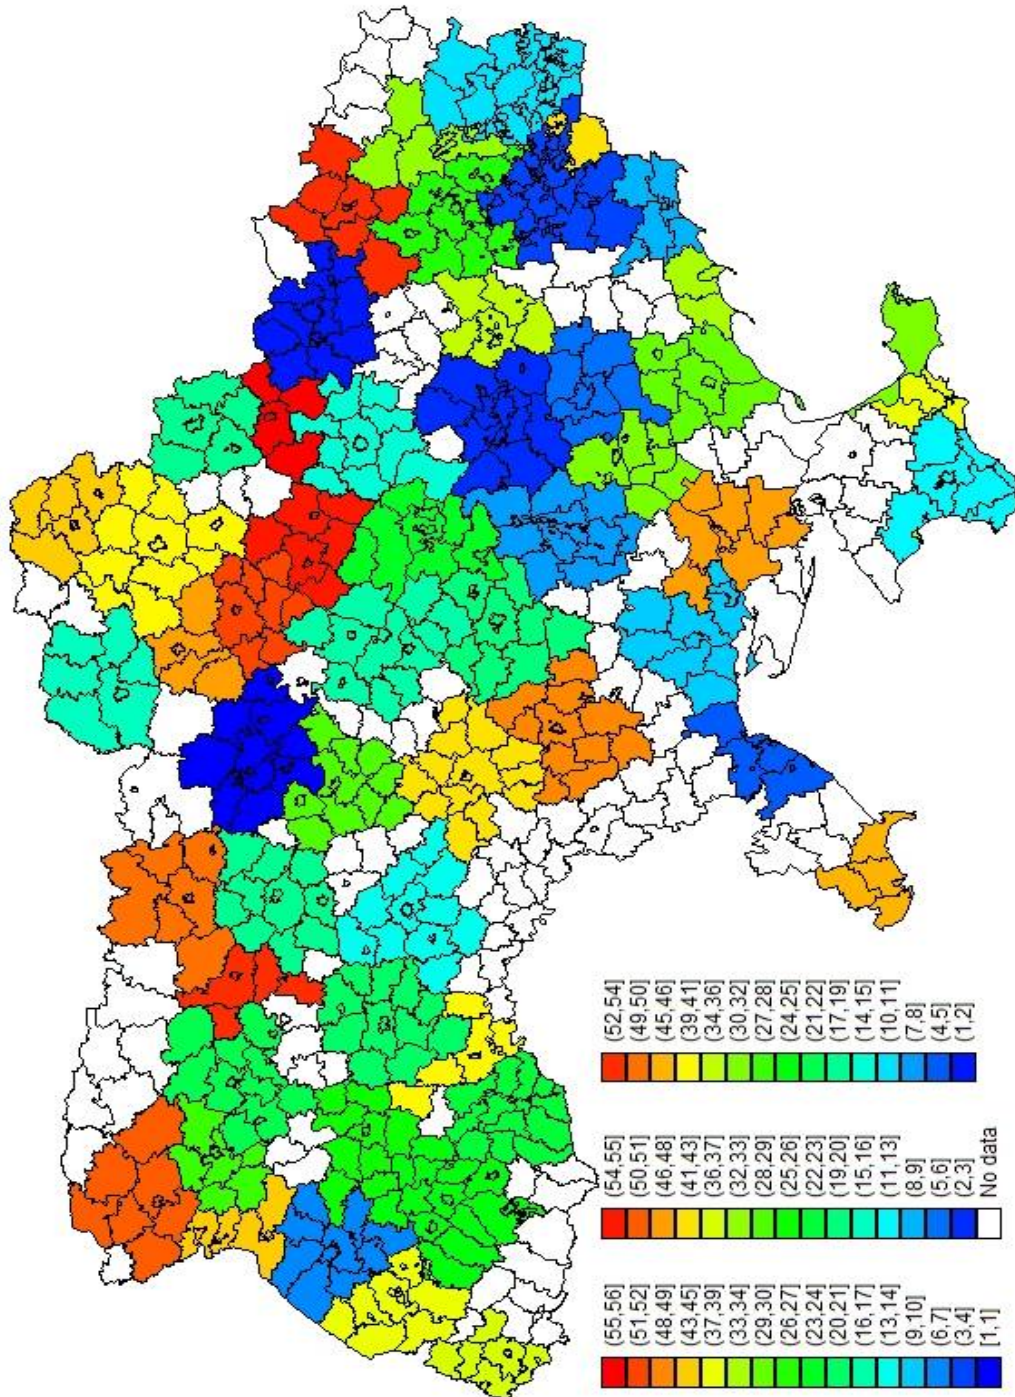 (55,56] (54,55] (52,54]
(51,52] (50,51] (49,50]
(48,49] (46,48] (45,46]
(43,45] (41,43] (39,41]
(37,39] (36,37] (34,36]
(33,34] (32,33] (30,32]
(29,30] (28,29] (27,28]
(26,27] (25,26] (24,25]
(23,24] (22,23] (21,22]
(20,21] (19,20] (17,19]
(16,17] (15,16] (14,15]
(13,14] (11,13] (10,11]
(9,10] (8,9] (7,8]
(6,7] (5,6] (4,5]
(3,4] (2,3] (1,2]
[1,1] No data